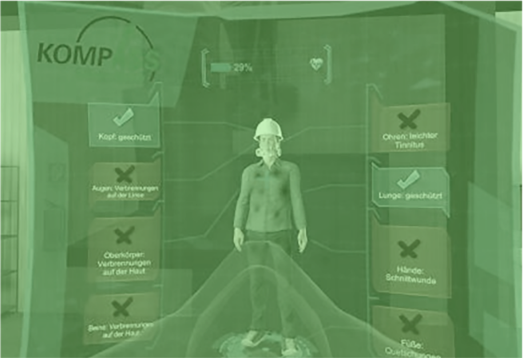 KOMP
29%
Kopf: geschützt
Augen: Verbrennungen
auf der Linse
Oberkörper:
Verbrennungen
auf der Haut
Beine: Verbrennungen
auf der Haut
Ohren: leichter
Tinnitus
Lunge: geschützt
Hände:
Schnittwunde
Füße: